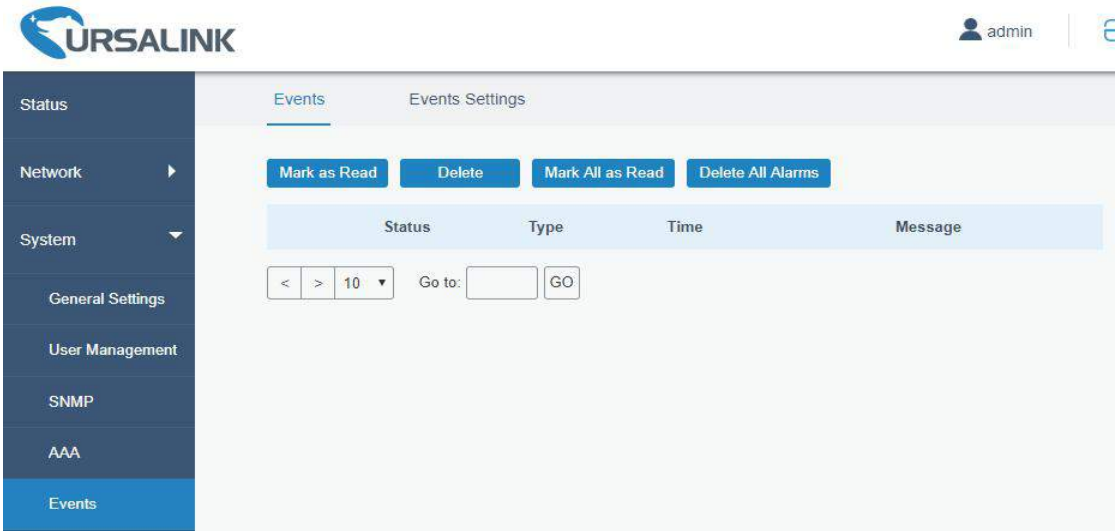 URSALINK
admin
Status
Events Events Settings
Network
Mark as Read Delete Mark All as Read Delete All Alarms
System
Status Type Time Message
< > 10 Go to: GO
General Settings
User Management
SNMP
AAA
Events